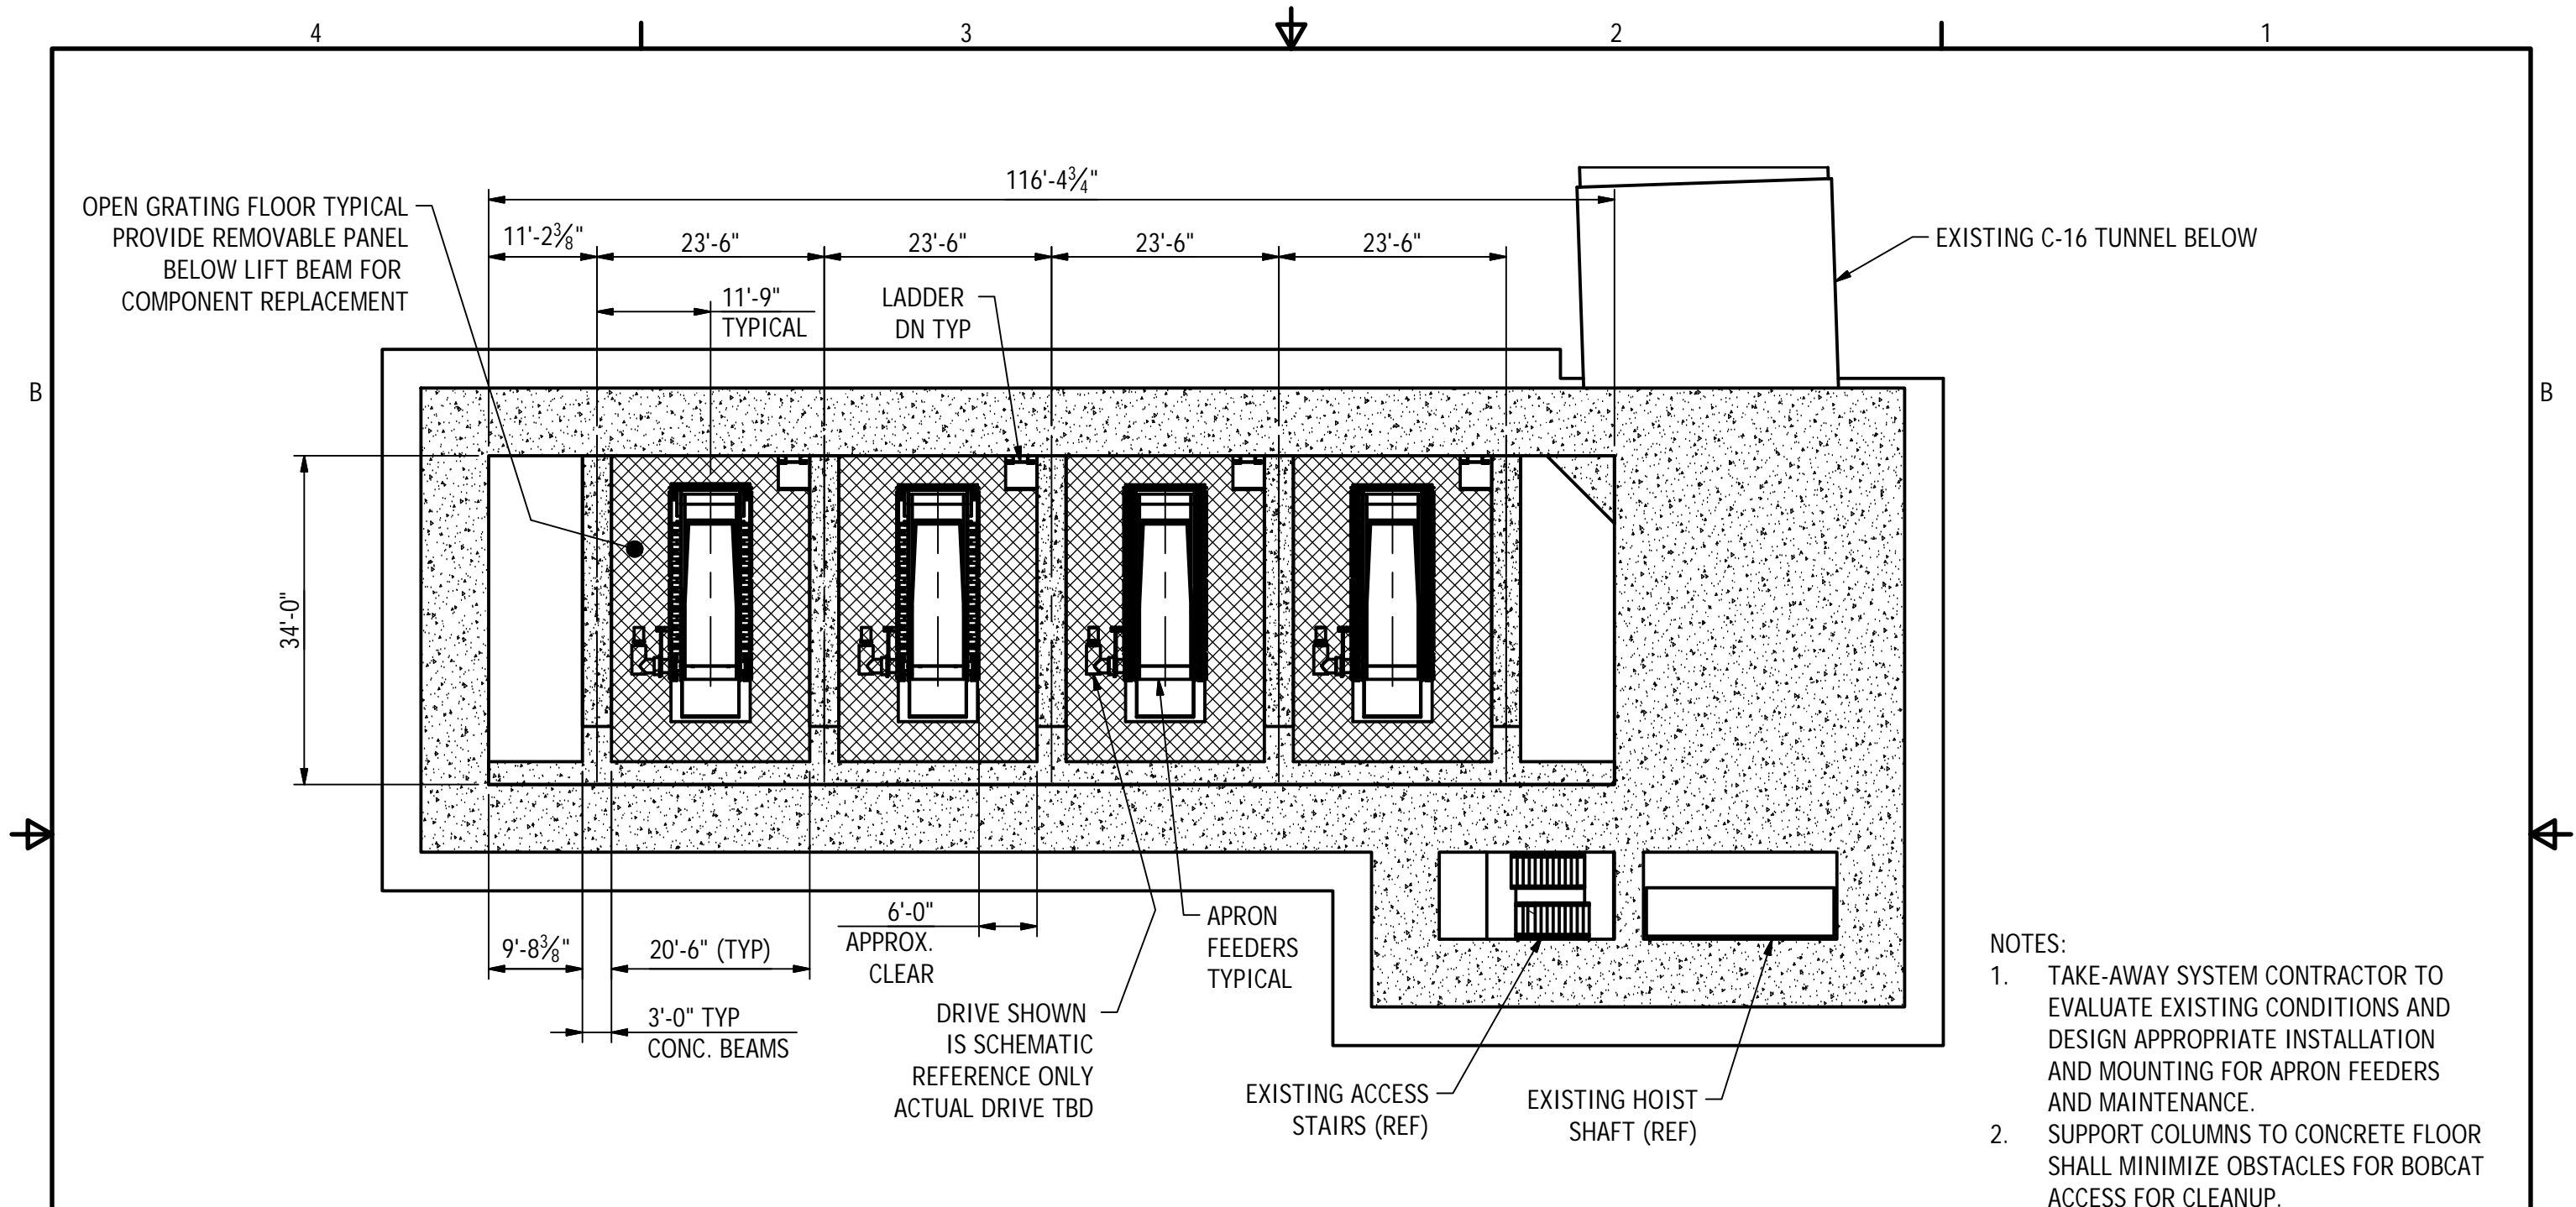 4
3
2
1
116'-4¾"
OPEN GRATING FLOOR TYPICAL
PROVIDE REMOVABLE PANEL
BELOW LIFT BEAM FOR
COMPONENT REPLACEMENT
11'-2⅜"
23'-6"
23'-6"
23'-6"
23'-6"
EXISTING C-16 TUNNEL BELOW
11'-9"
TYPICAL
LADDER
DN TYP
B
B
34'-0"
9'-8⅜"
20'-6" (TYP)
3'-0" TYP
CONC. BEAMS
6'-0"
APPROX.
CLEAR
APRON
FEEDERS
TYPICAL
DRIVE SHOWN
IS SCHEMATIC
REFERENCE ONLY
ACTUAL DRIVE TBD
EXISTING ACCESS
STAIRS (REF)
EXISTING HOIST
SHAFT (REF)
NOTES:
1. TAKE-AWAY SYSTEM CONTRACTOR TO
EVALUATE EXISTING CONDITIONS AND
DESIGN APPROPRIATE INSTALLATION
AND MOUNTING FOR APRON FEEDERS
AND MAINTENANCE.
2. SUPPORT COLUMNS TO CONCRETE FLOOR
SHALL MINIMIZE OBSTACLES FOR BOBCAT
ACCESS FOR CLEANUP.